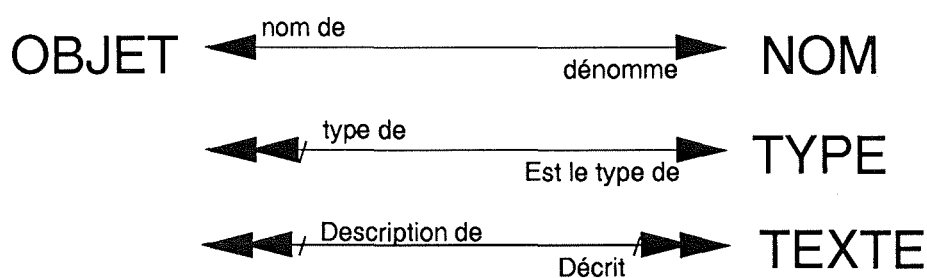 OBJET nom de dénomme NOM
type de Est le type de TYPE
Description de Décrit TEXTE